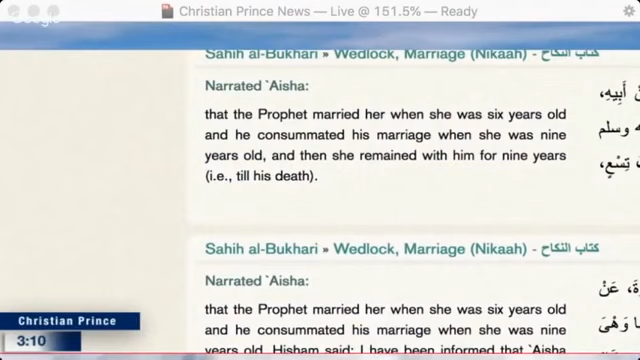 Christian Prince News — Live @ 151.5% — Ready
Google
Sahih al-Bukhari » Wedlock, Marriage (Nikaah) - كتاب النكاح
Narrated `Aisha:
that the Prophet married her when she was six years old
and he consummated his marriage when she was nine
years old, and then she remained with him for nine years
(i.e., till his death).
أَبِيهِ،
وسلم
تِسْعٍ،
Sahih al-Bukhari » Wedlock, Marriage (Nikaah) - كتاب النكاح
Narrated `Aisha:
that the Prophet married her when she was six years old
and he consummated his marriage when she was nine
years old. Hisham said: I have been informed that `Aisha
عَنْ
وَهْىَ
Christian Prince
3:10